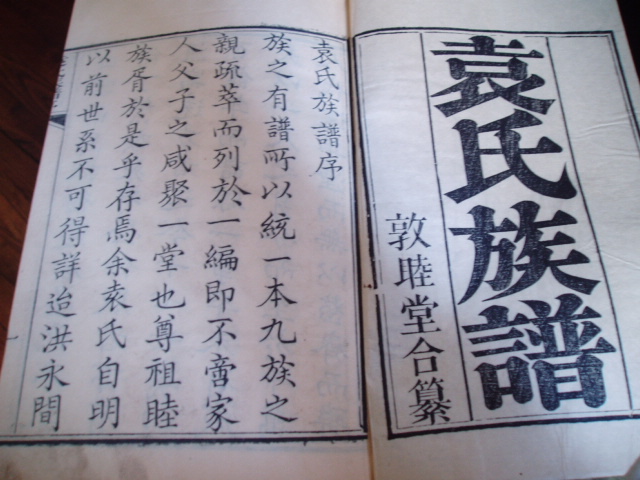 袁氏族譜
敦睦堂合纂
袁氏族譜序
族之有譜所以統一本九族之
親疏萃而列於一編即不啻家
人父子之咸聚一堂也尊祖睦
族胥於是乎存焉余袁氏自明
以前世系不可得詳迨洪永間